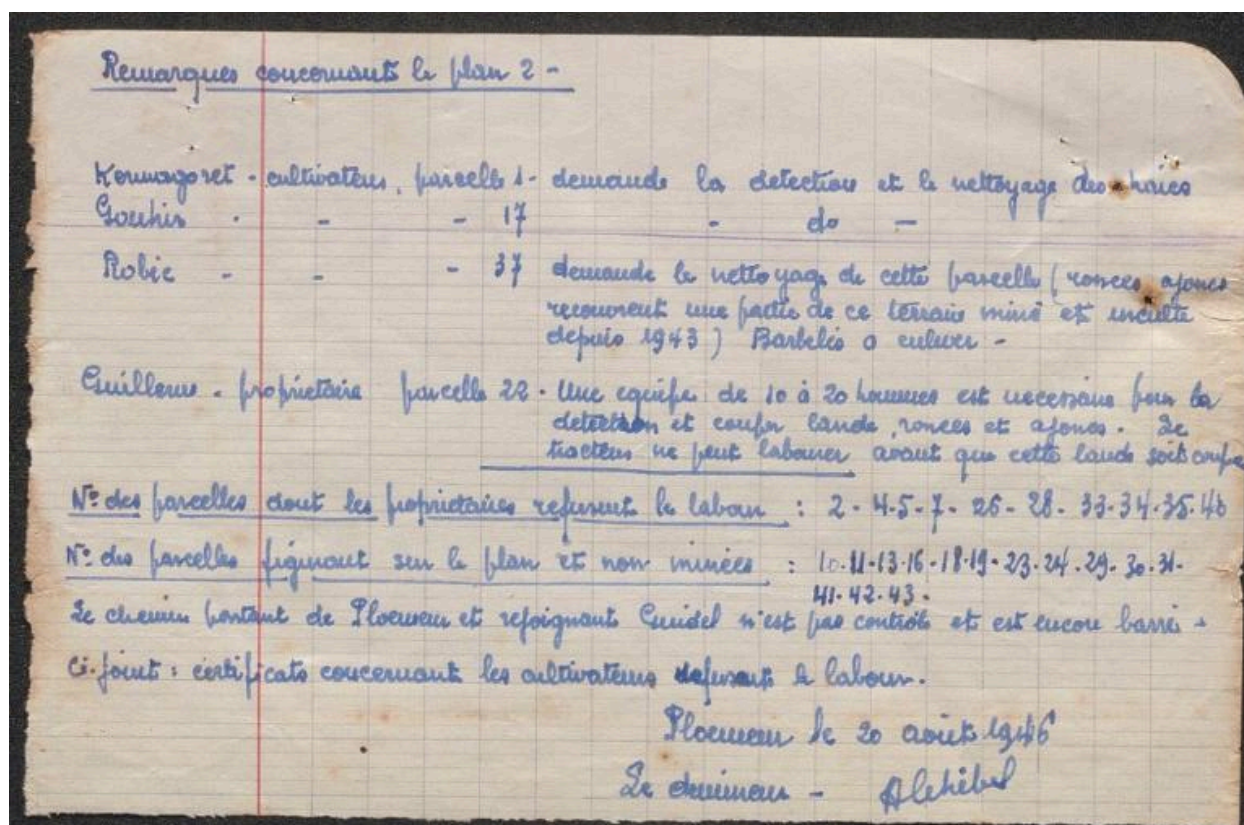 Remarques concernant le plan 2 -
Kermagoret - cultivateur, parcelle 1 - demande la detection et le nettoyage des haies
Gouhir - - - 17 - do -
Robic - - - 37 demande le nettoyage de cette parcelle (ronces ajoncs
recouvrent une partie de ce terrain miné et inculte
depuis 1943) Barbelés a enlever -
Guillerme - proprietaire parcelle 22 - Une equipe de 10 à 20 hommes est necessaire pour la
detection et couper lande, ronces et ajoncs. Le
tracteur ne peut labourer avant que cette lande soit coupé
N° des parcelles dont les proprietaires refusent le labour : 2 - 4-5-7- 26- 28- 33-34-35-40
N° des parcelles figurant sur le plan et non minées : 10-11-13-16-18-19-23-24-29-30-31-
41-42-43-
Le chemin partant de Ploemeur et rejoignant Guidel n'est pas controlé et est encore barré -
Ci-joint : certificats concernant les cultivateurs refusant le labour.
Ploemeur le 20 août 1946
Le démineur -